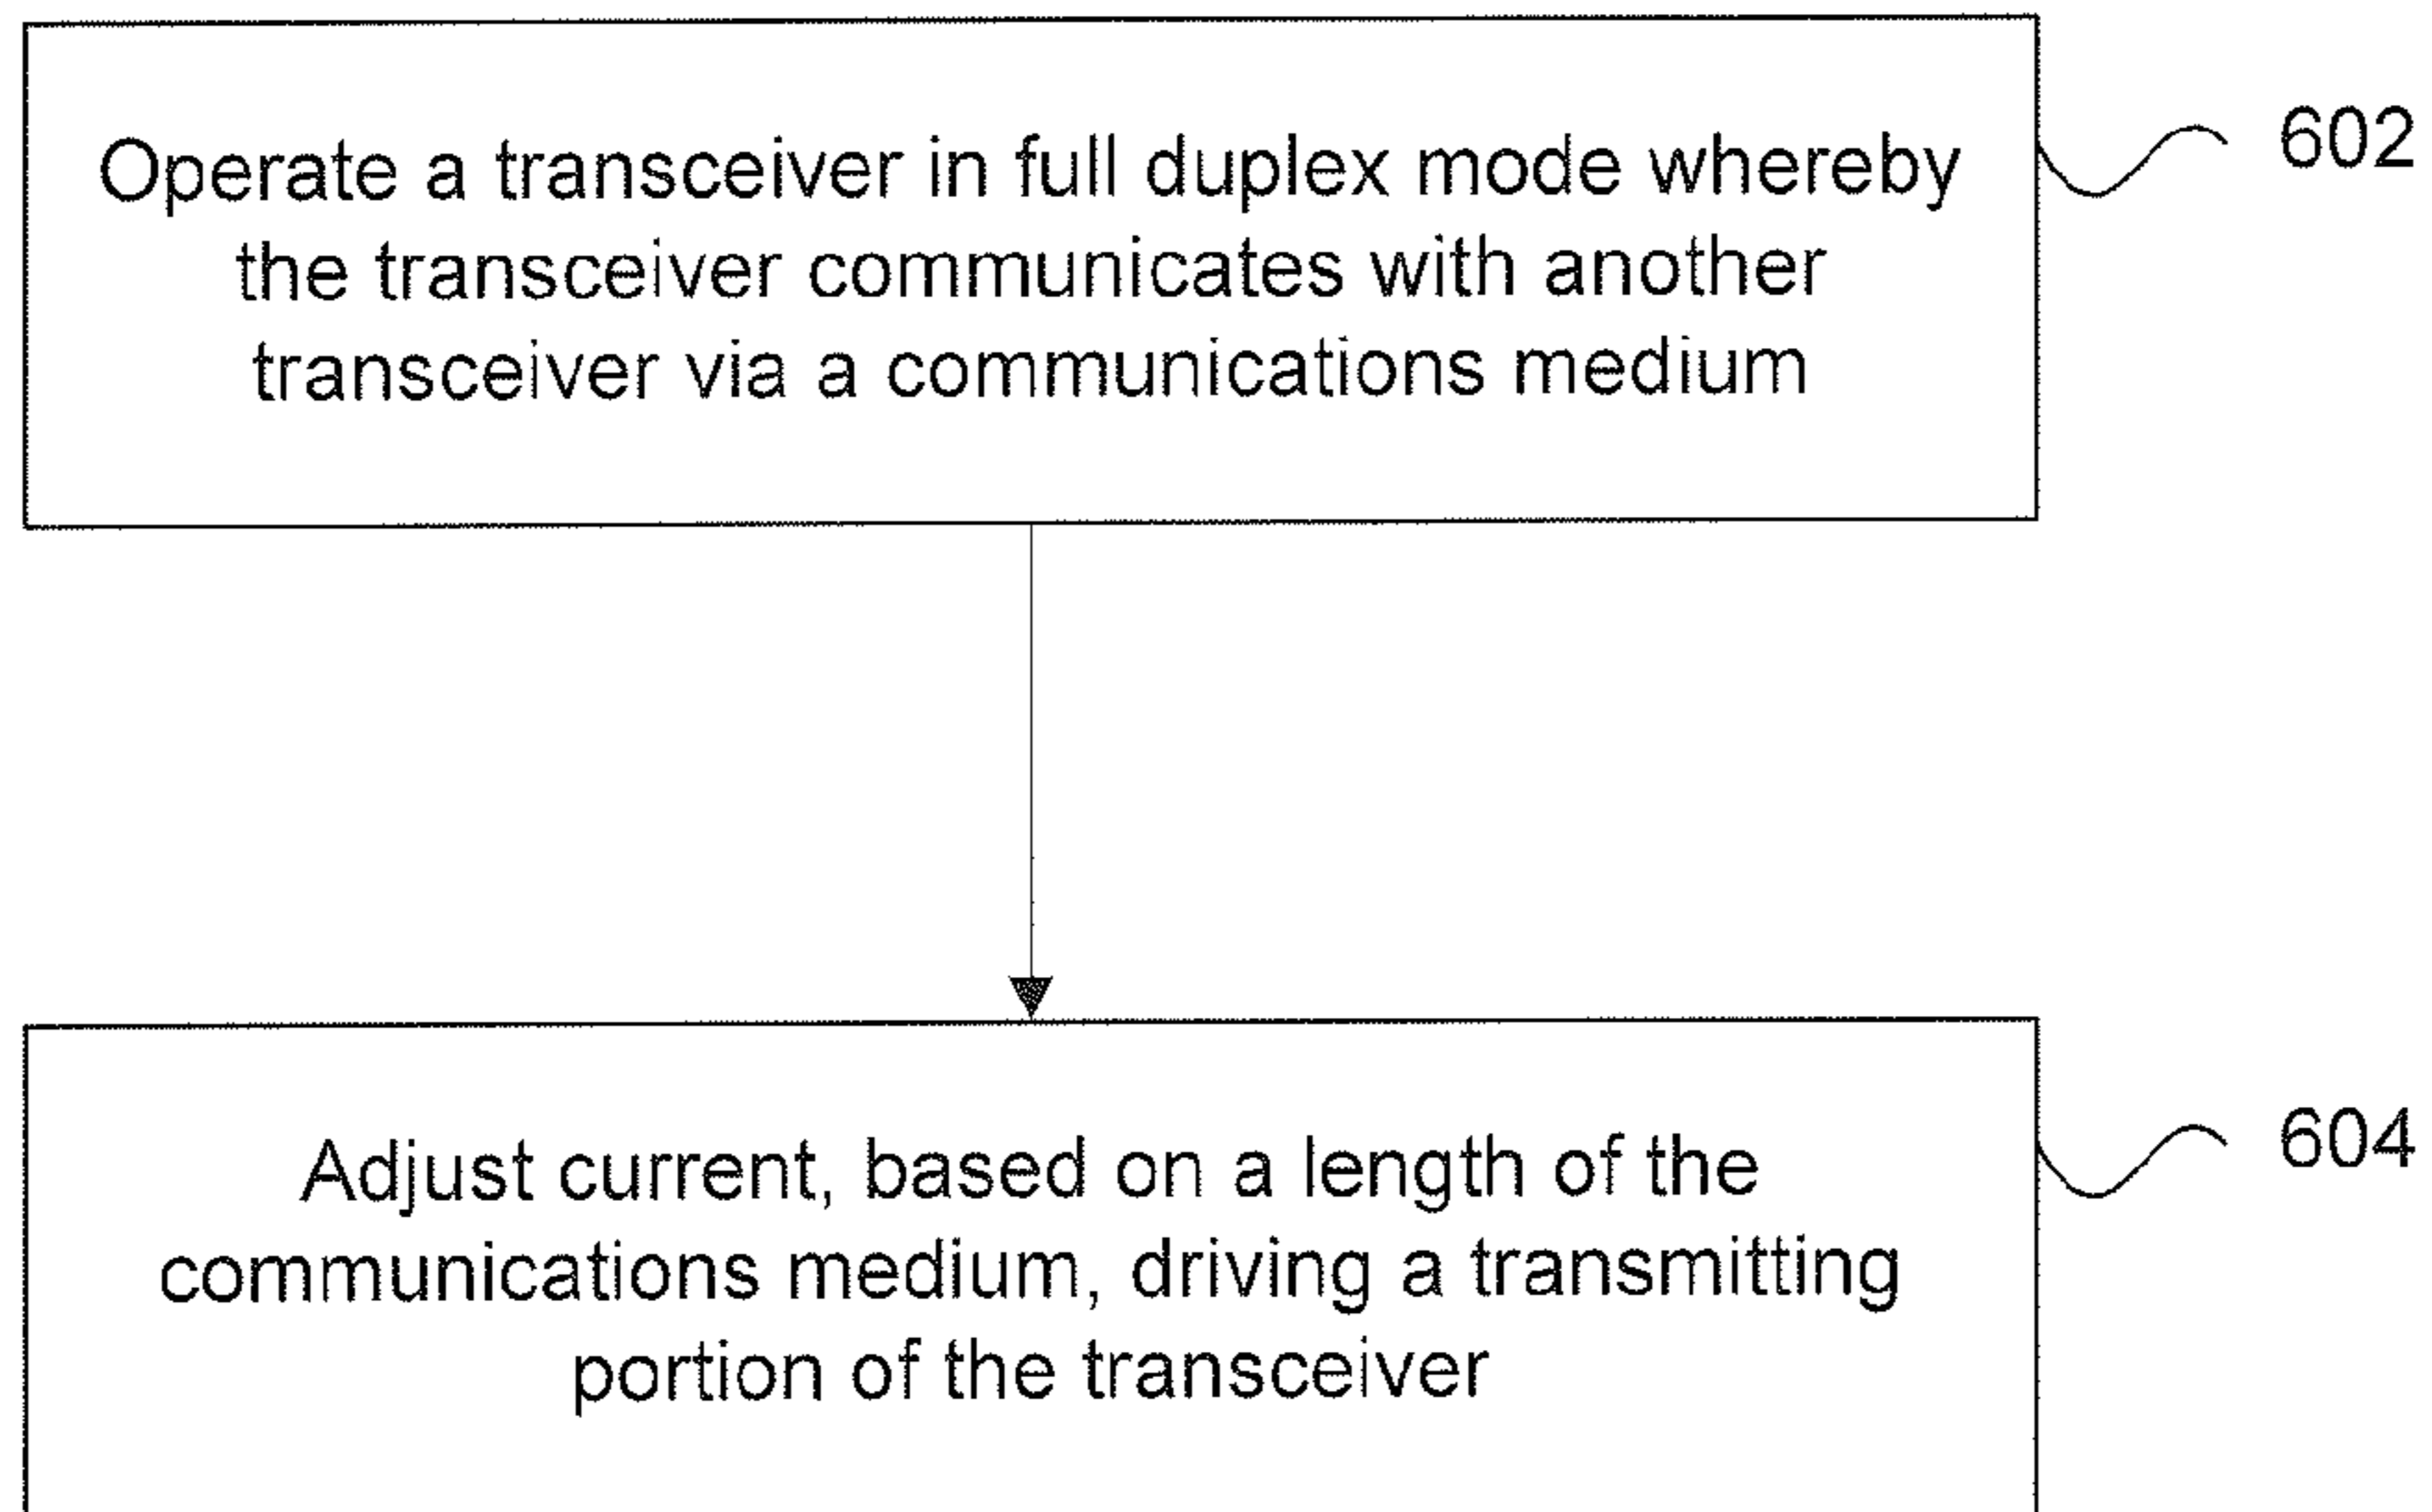 Operate a transceiver in full duplex mode whereby
the transceiver communicates with another
transceiver via a communications medium
602
Adjust current, based on a length of the
communications medium, driving a transmitting
portion of the transceiver
604